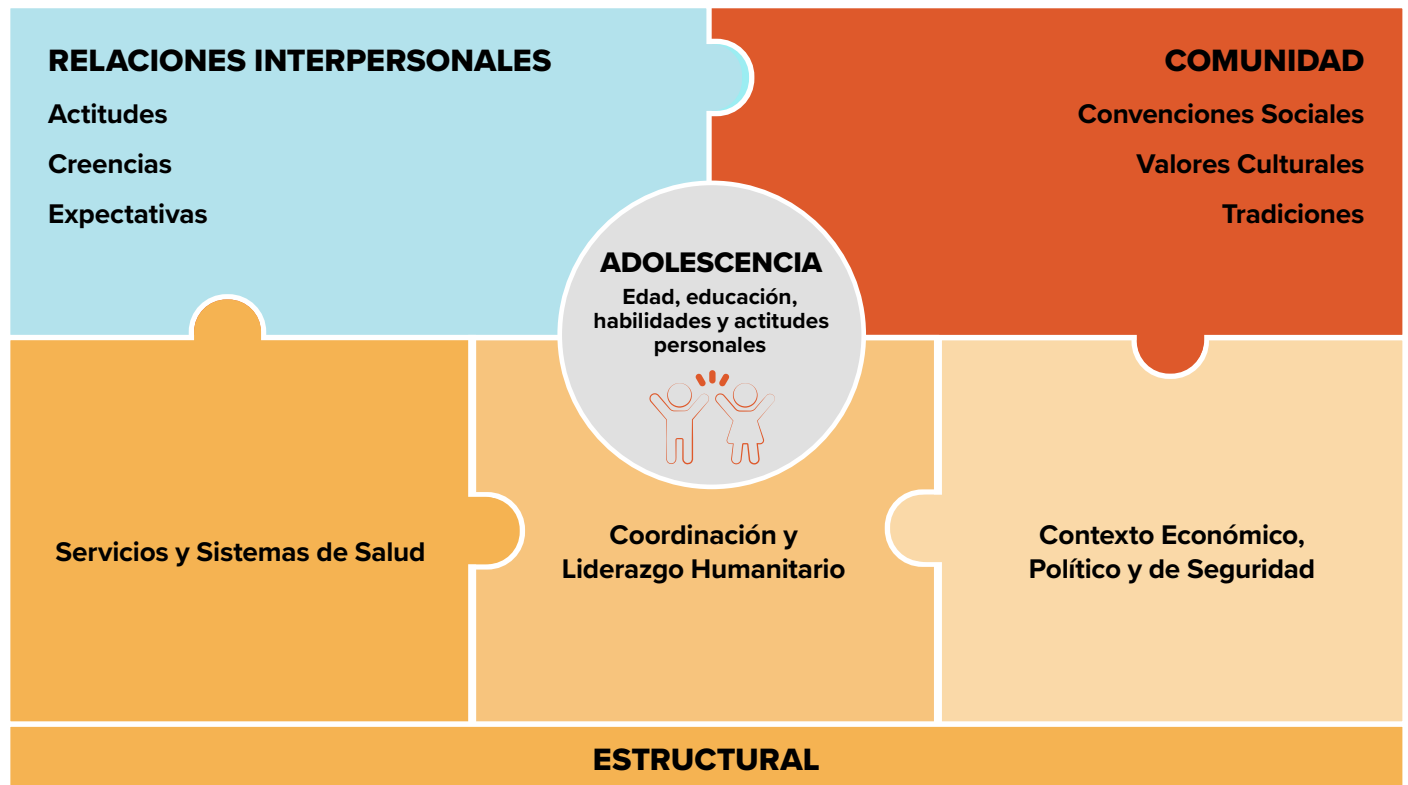 RELACIONES INTERPERSONALES
Actitudes
Creencias
Expectativas
COMUNIDAD
Convenciones Sociales
Valores Culturales
Tradiciones
ADOLESCENCIA
Edad, educación,
habilidades y actitudes
personales
Servicios y Sistemas de Salud
Coordinación y
Liderazgo Humanitario
Contexto Económico,
Político y de Seguridad
ESTRUCTURAL